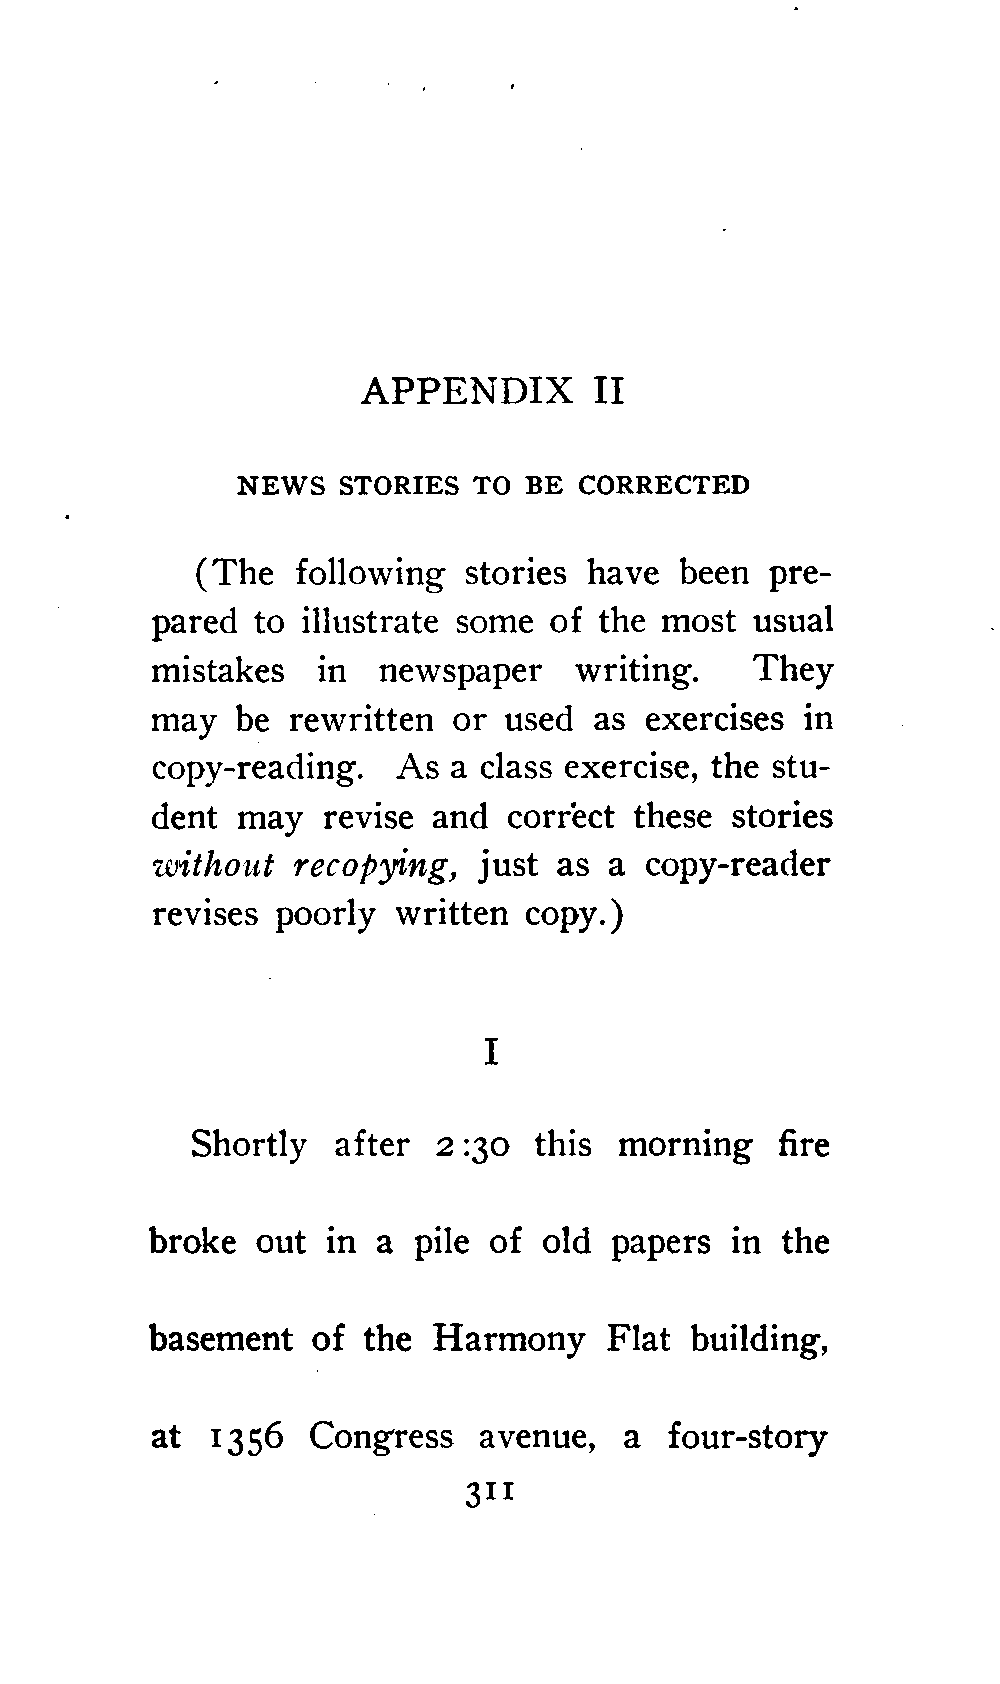 APPENDIX II
NEWS STORIES TO BE CORRECTED
(The following stories have been pre-
pared to illustrate some of the most usual
mistakes in newspaper writing. They
may be rewritten or used as exercises in
copy-reading. As a class exercise, the stu-
dent may revise and correct these stories
without recopying, just as a copy-reader
revises poorly written copy.)
I
Shortly after 2:30 this morning fire
broke out in a pile of old papers in the
basement of the Harmony Flat building,
at 1356 Congress avenue, a four-story
311